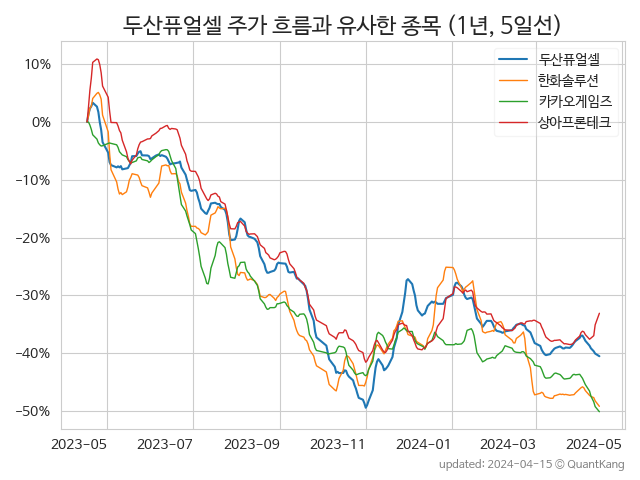 두산퓨얼셀 주가 흐름과 유사한 종목 (1년, 5일선)
두산퓨얼셀
한화솔루션
카카오게임즈
상아프론테크
10%
0%
−10%
−20%
−30%
−40%
−50%
2023-05 2023-07 2023-09 2023-11 2024-01 2024-03 2024-05
updated: 2024-04-15 © QuantKang